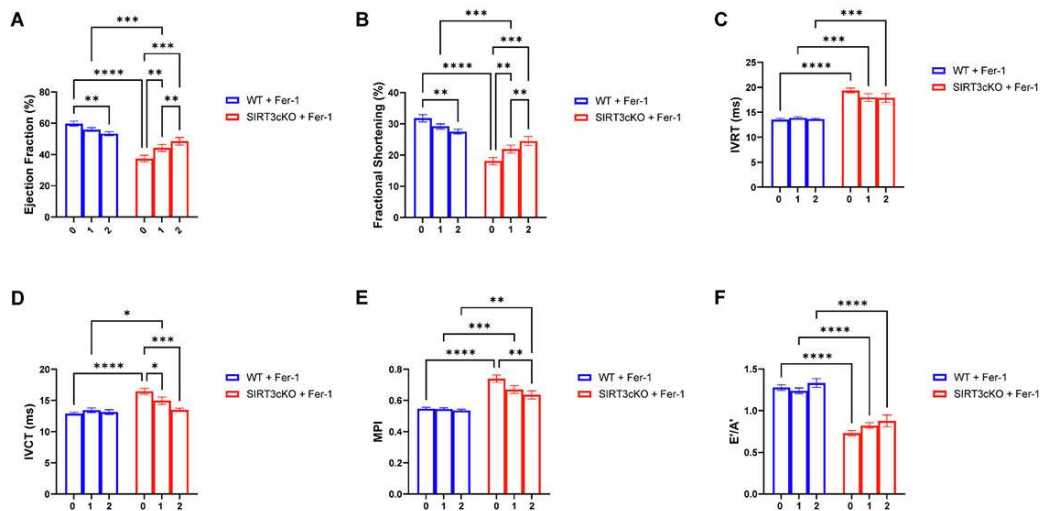 A
***
***
****
**
**
**
Ejection Fraction (%)
80
60
40
20
0
0 1 2 0 1 2
WT + Fer-1
SIRT3cKO + Fer-1
B
***
***
****
**
**
**
Fractional Shortening (%)
40
30
20
10
0
0 1 2 0 1 2
WT + Fer-1
SIRT3cKO + Fer-1
C
***
***
****
IVRT (ms)
25
20
15
10
5
0
0 1 2 0 1 2
WT + Fer-1
SIRT3cKO + Fer-1
D
*
***
****
*
IVCT (ms)
20
15
10
5
0
0 1 2 0 1 2
WT + Fer-1
SIRT3cKO + Fer-1
E
**
***
****
**
MPI
0.8
0.6
0.4
0.2
0.0
0 1 2 0 1 2
WT + Fer-1
SIRT3cKO + Fer-1
F
****
****
****
E'/A'
1.5
1.0
0.5
0.0
0 1 2 0 1 2
WT + Fer-1
SIRT3cKO + Fer-1